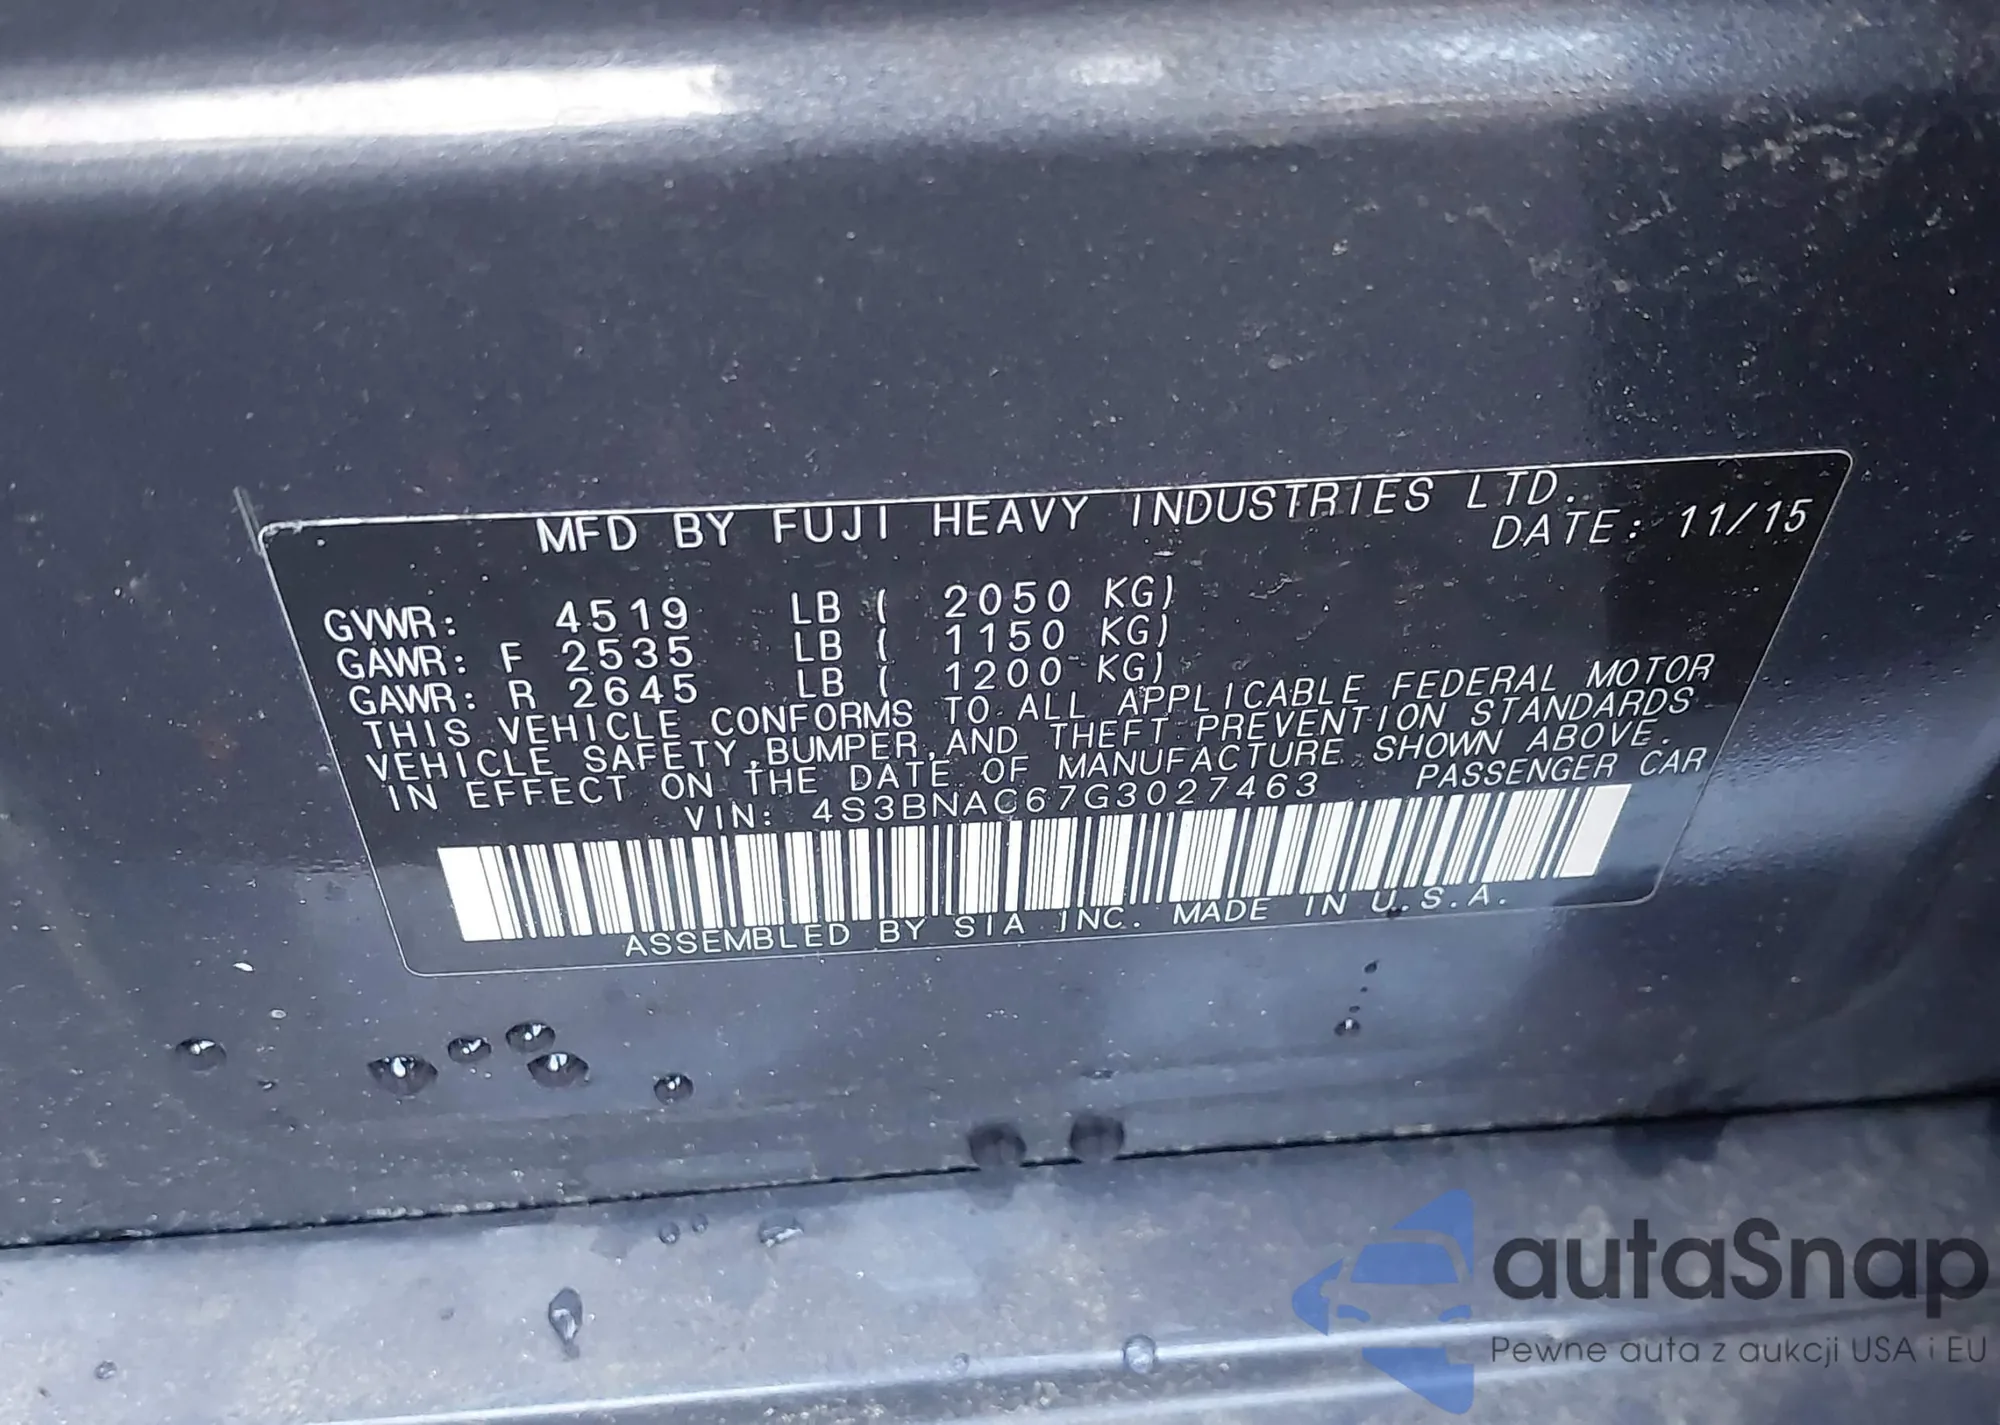 MFD BY FUJI HEAVY INDUSTRIES LTD.
DATE: 11/15
GVWR: 4519 LB ( 2050 KG)
GAWR: F 2535 LB ( 1150 KG)
GAWR: R 2645 LB ( 1200 KG)
THIS VEHICLE CONFORMS TO ALL APPLICABLE FEDERAL MOTOR
VEHICLE SAFETY,BUMPER,AND THEFT PREVENTION STANDARDS
IN EFFECT ON THE DATE OF MANUFACTURE SHOWN ABOVE.
VIN: 4S3BNAC67G3027463 PASSENGER CAR
ASSEMBLED BY SIA INC. MADE IN U.S.A.
autaSnap
Pewne auta z aukcji USA i EU